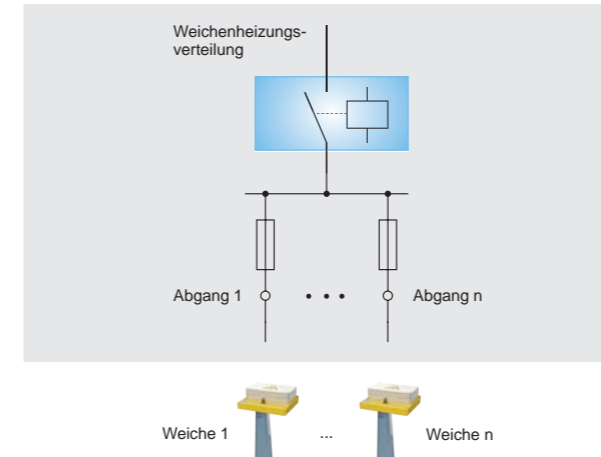 Weichenheizungs-
verteilung
Abgang 1
• • •
Abgang n
Weiche 1
...
Weiche n